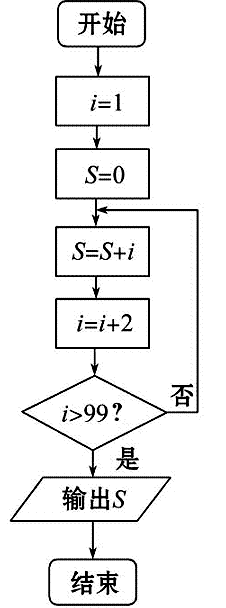 开始
i=1
S=0
S=S+i
i=i+2
i>99?
否
是
输出S
结束